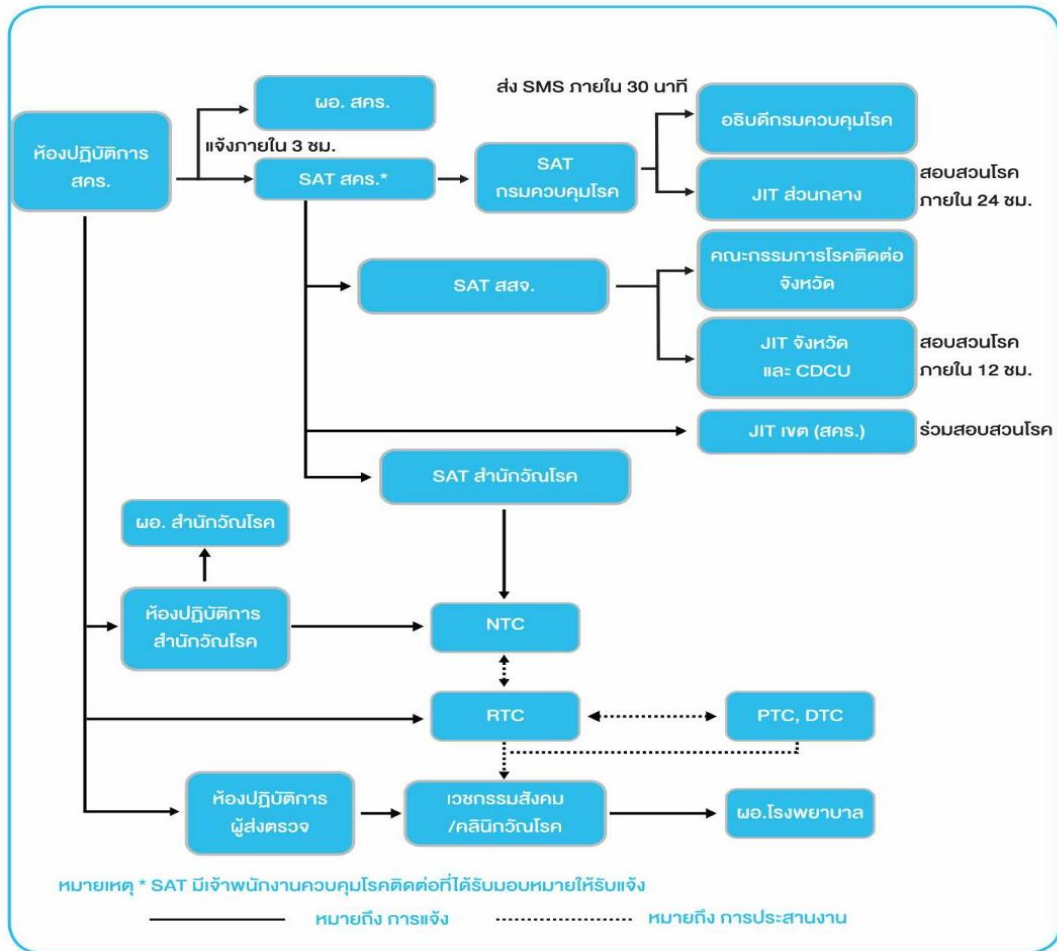 ส่ง SMS ภายใน 30 นาที
ผอ. สคร.
อธิบดีกรมควบคุมโรค
ห้องปฏิบัติการ
สคร.
แจ้งภายใน 3 ชม.
SAT สคร.*
SAT
กรมควบคุมโรค
JIT ส่วนกลาง
สอบสวนโรค
ภายใน 24 ชม.
SAT สสจ.
คณะกรรมการโรคติดต่อ
จังหวัด
JIT จังหวัด
และ CDCU
สอบสวนโรค
ภายใน 12 ชม.
JIT เขต (สคร.)
ร่วมสอบสวนโรค
SAT สำนักวัณโรค
ผอ. สำนักวัณโรค
ห้องปฏิบัติการ
สำนักวัณโรค
NTC
RTC
PTC, DTC
ห้องปฏิบัติการ
ผู้ส่งตรวจ
เวชกรรมสังคม
/คลินิกวัณโรค
ผอ.โรงพยาบาล
หมายเหตุ * SAT มีเจ้าพนักงานควบคุมโรคติดต่อที่ได้รับมอบหมายให้รับแจ้ง
หมายถึง การแจ้ง
หมายถึง การประสานงาน